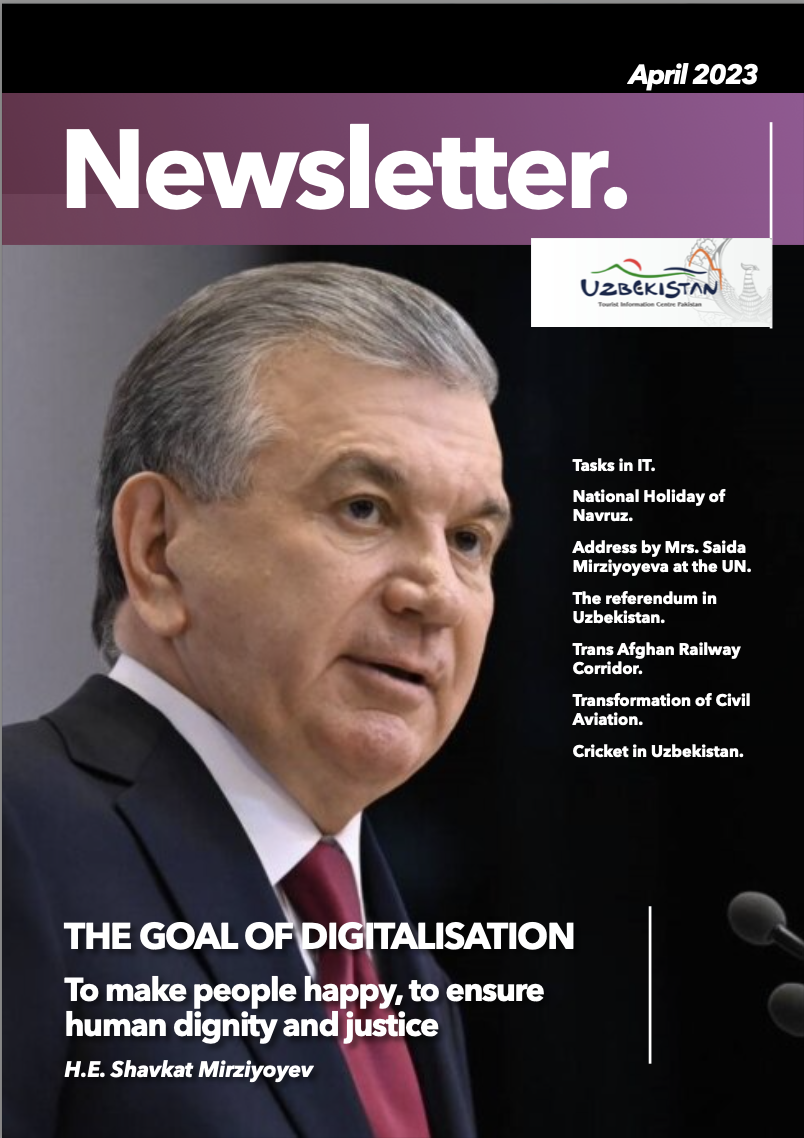 April 2023
Newsletter.
UZBEKISTAN
Tourist Information Centre Pakistan
Tasks in IT.
National Holiday of
Navruz.
Address by Mrs. Saida
Mirziyoyeva at the UN.
The referendum in
Uzbekistan.
Trans Afghan Railway
Corridor.
Transformation of Civil
Aviation.
Cricket in Uzbekistan.
THE GOAL OF DIGITALISATION
To make people happy, to ensure
human dignity and justice
H.E. Shavkat Mirziyoyev